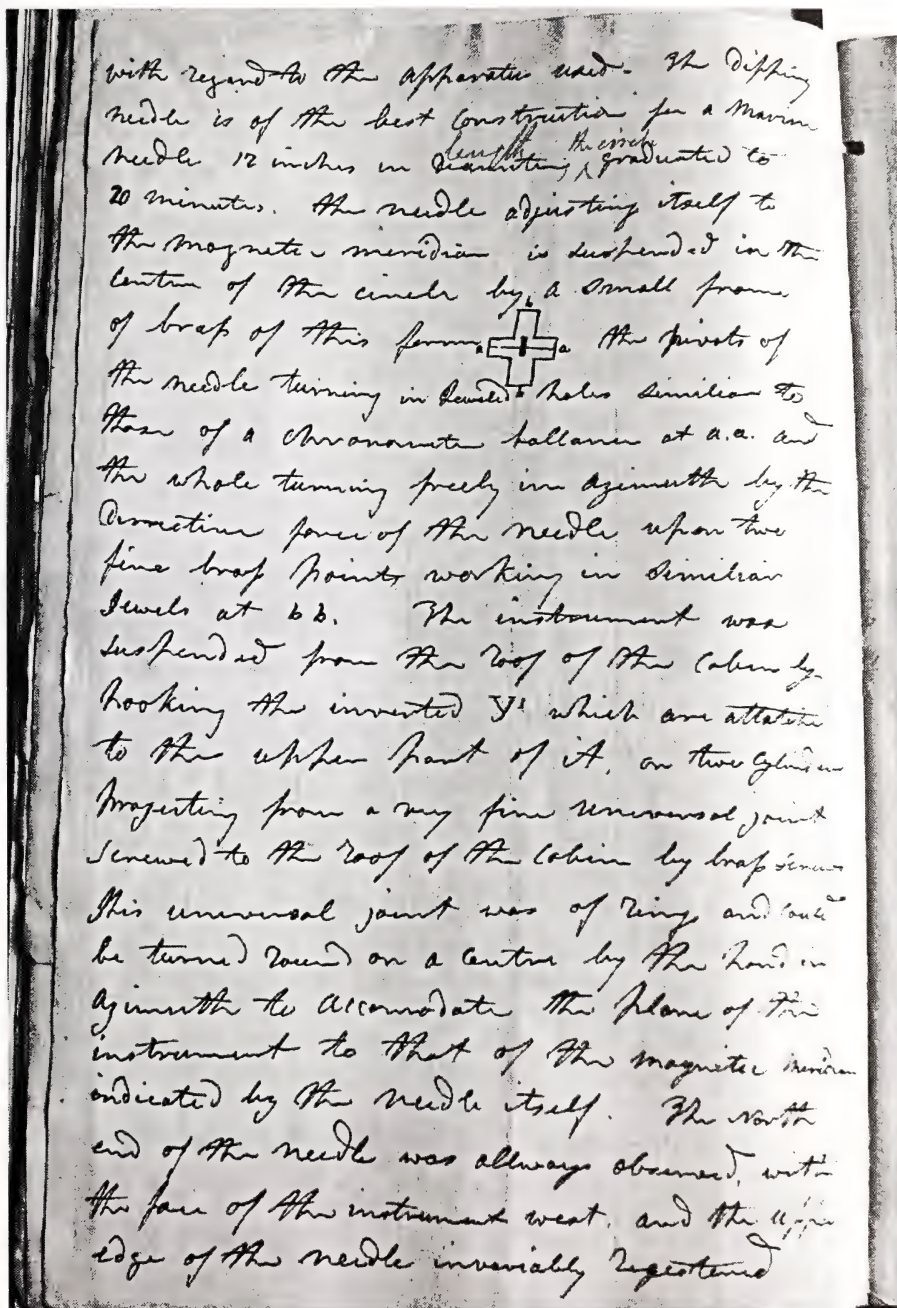 with regard to the apparatus used. The dipping
needle is of the best construction for a Marine
length the circle
needle 12 inches in graduated to
20 minutes. the needle adjusting itself to
the magnetic meridian is suspended in the
Centre of the circle by a small frame
b
of brass of this form a a the pivots of
b
the needle turning in Jeweled holes similiar to
those of a chronometer ballance at a.a. and
the whole turning freely in azimuth by the
Directive force of the needle upon two
fine brass points working in similiar
Jewels at b b. The instrument was
suspended from the roof of the Cabin by
hooking the inverted Ys which are attatched
to the upper part of it, on two Cylinders
Projecting from a very fine universal joint
screwed to the roof of the Cabin by brass screws
This universal joint was of rings and could
be turned round on a centre by the hand in
azimuth to accomodate the plane of the
instrument to that of the magnetic meridian
indicated by the needle itself. The North
end of the needle was allways observed, with
the face of the instrument west, and the upper
edge of the needle invariably registered